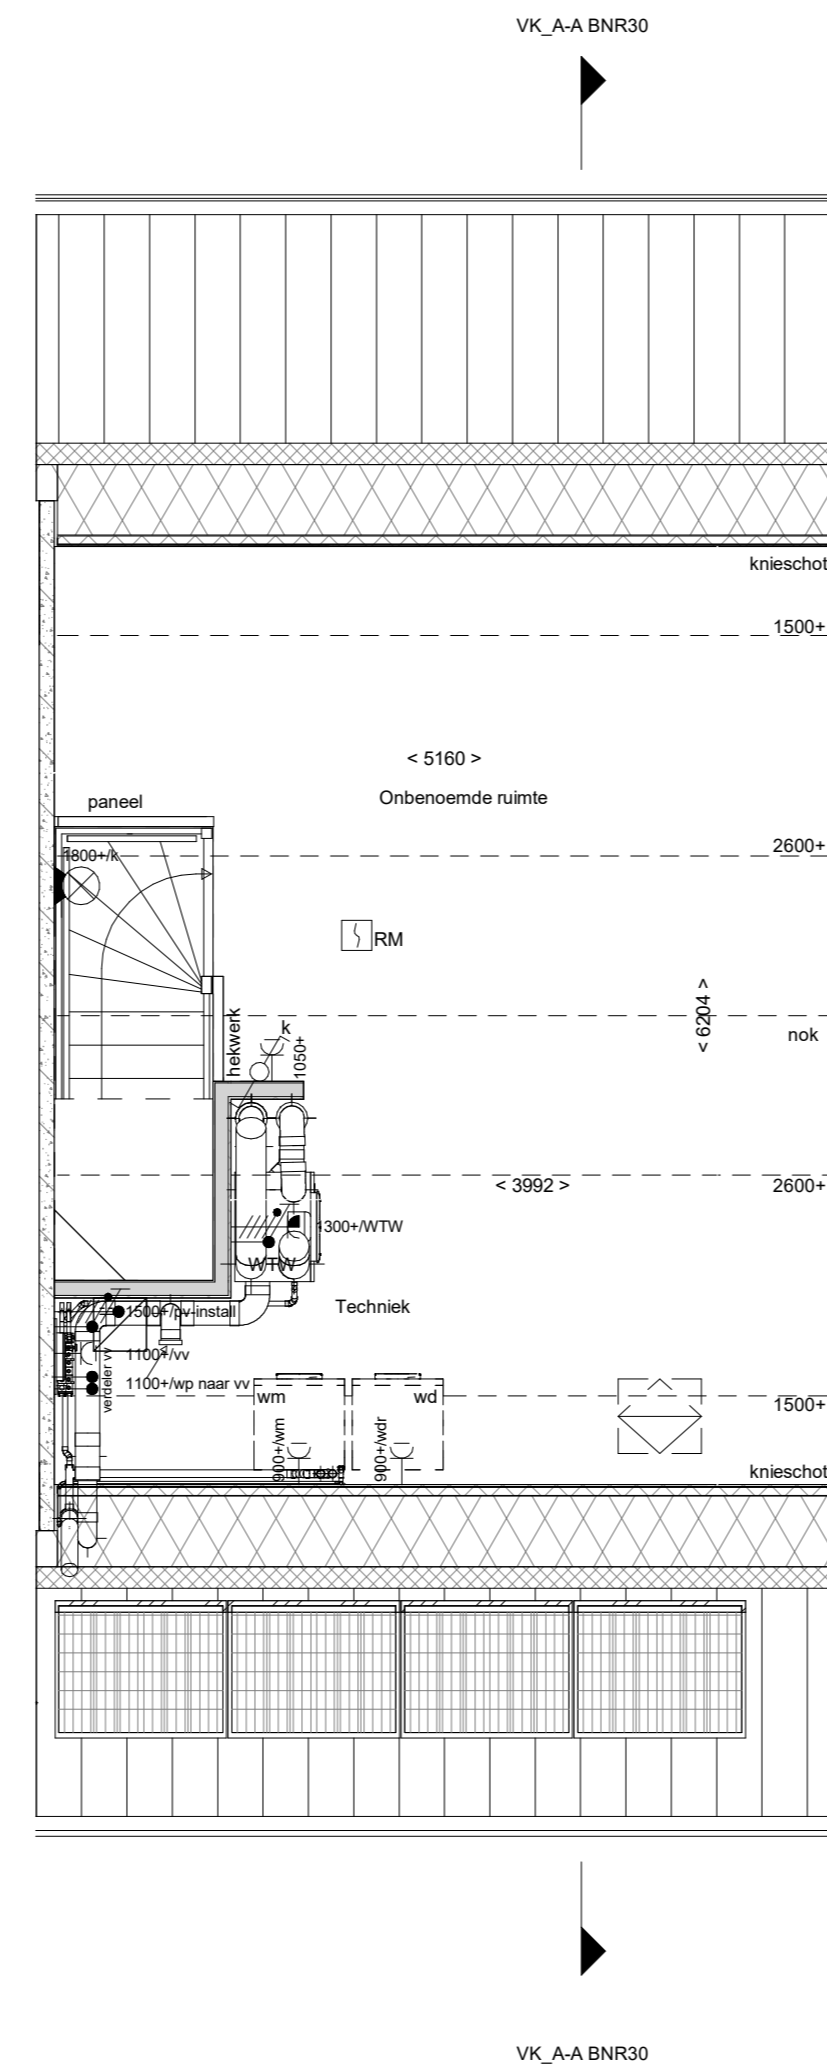 VK_A-A BNR30
knieschot
1500+
< 5160 >
Onbenoemde ruimte
paneel
2600+
1800+/k
RM
< 6204 >
nok
hekwerk
k
1050+
< 3992 >
2600+
1300+/WTW
WTW
Techniek
1500+/pv-install
1100+/vv
verdeler vv
1100+/wp naar vv
wm
wd
1500+
900+/wm
900+/wdr
knieschot
VK_A-A BNR30